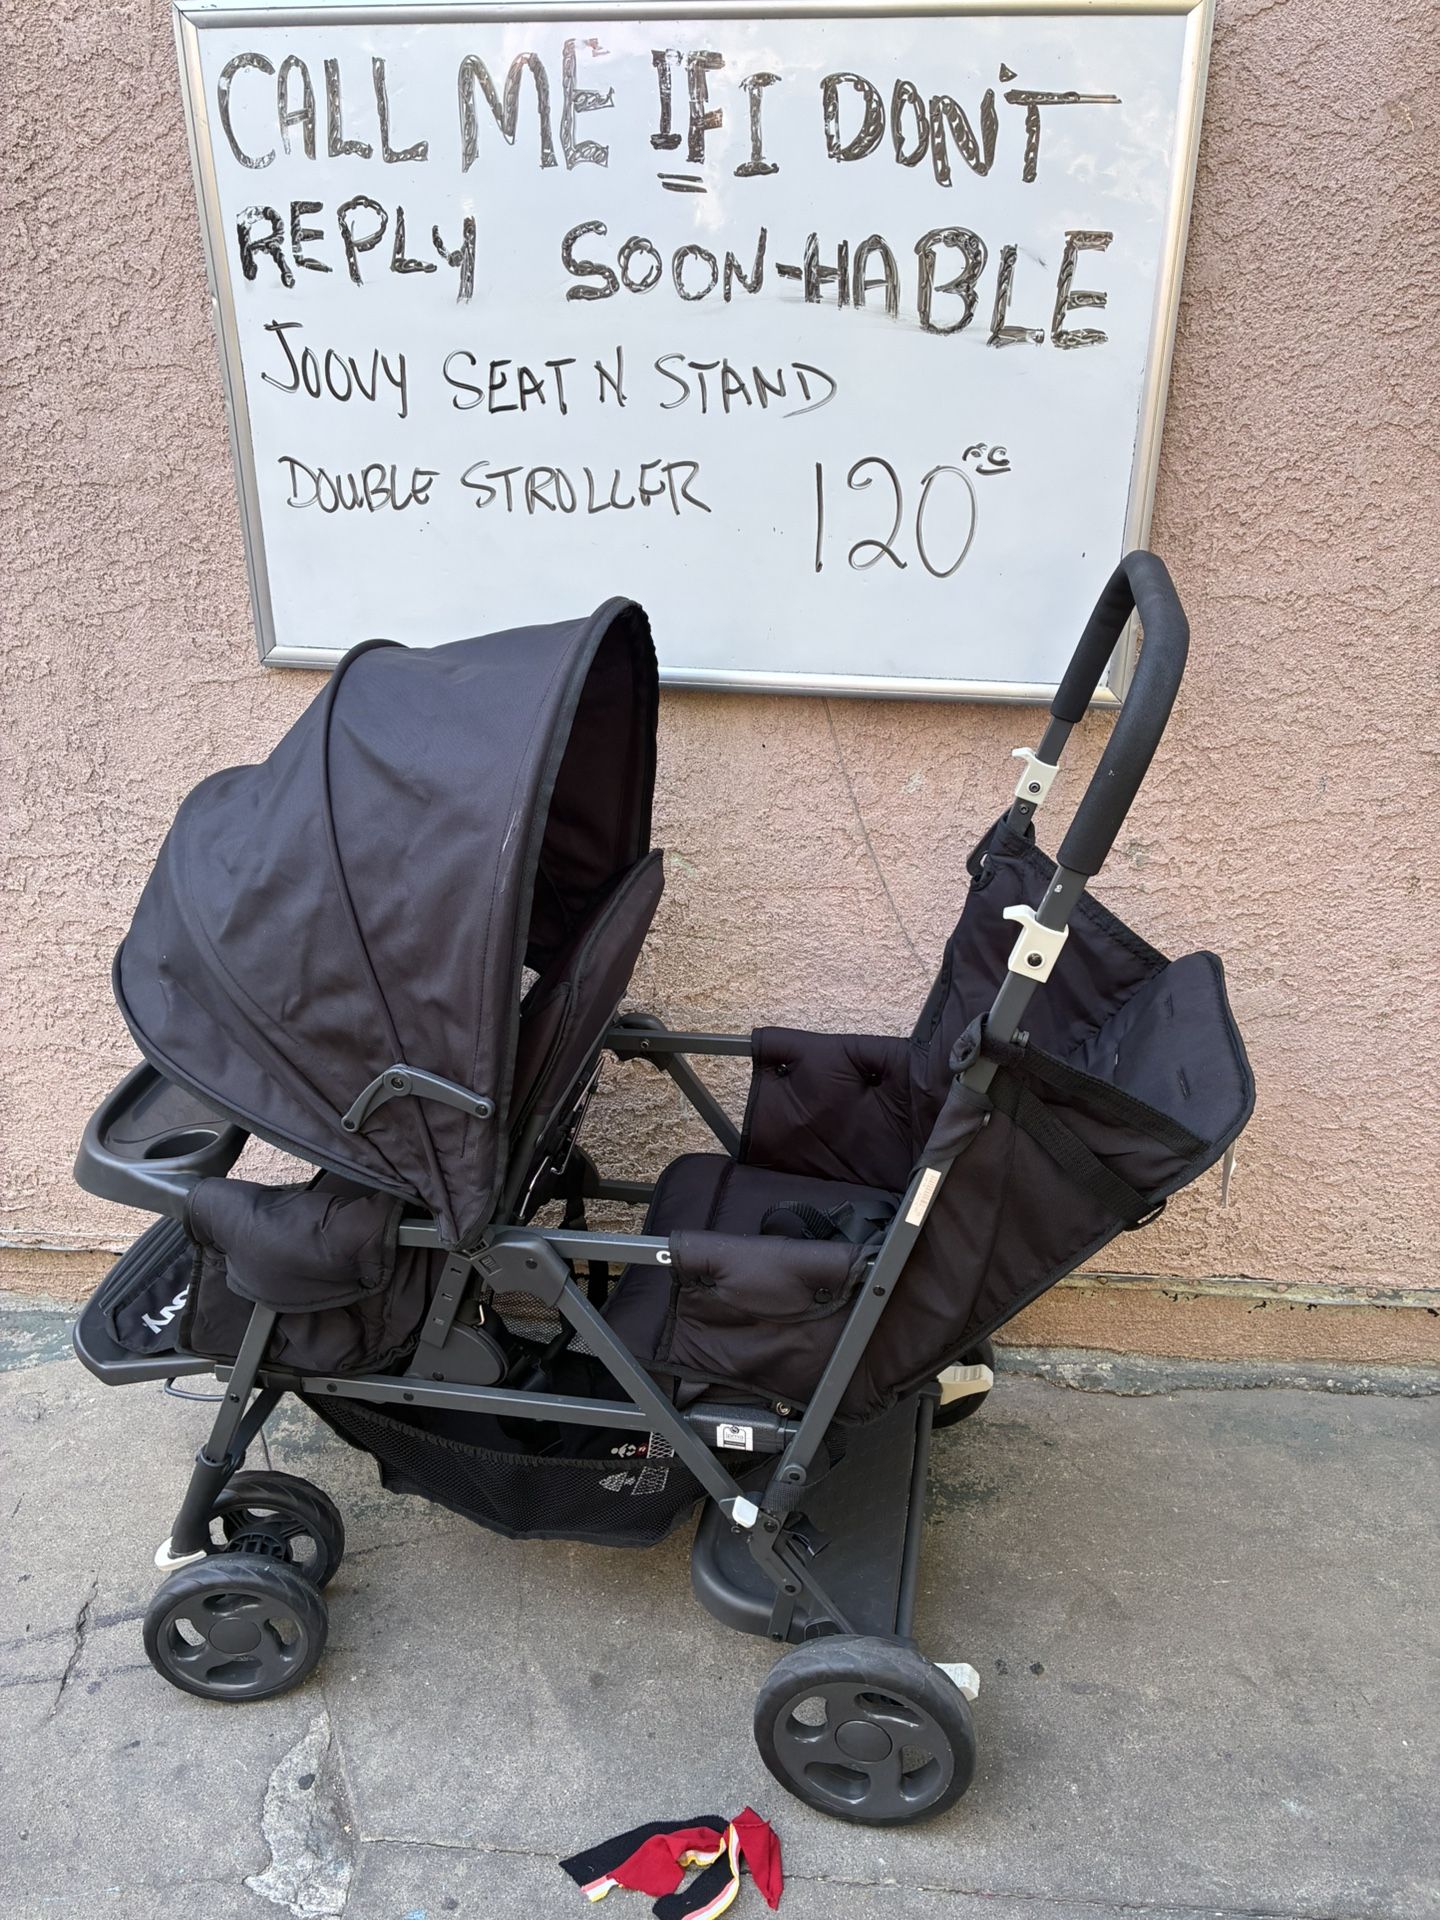 CALL ME IF I DON'T
REPLY SOON-HABLE
JOOVY SEAT N STAND
DOUBLE STROLLER 120